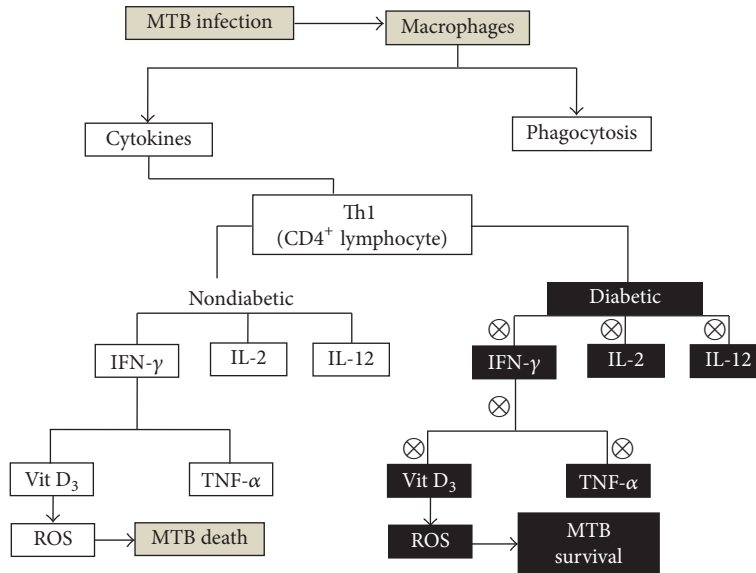 MTB infection
Macrophages
Cytokines
Phagocytosis
Th1
(CD4⁺ lymphocyte)
Nondiabetic
Diabetic
IFN-γ
IL-2
IL-12
IFN-γ
IL-2
IL-12
Vit D₃
TNF-α
Vit D₃
TNF-α
ROS
MTB death
ROS
MTB
survival